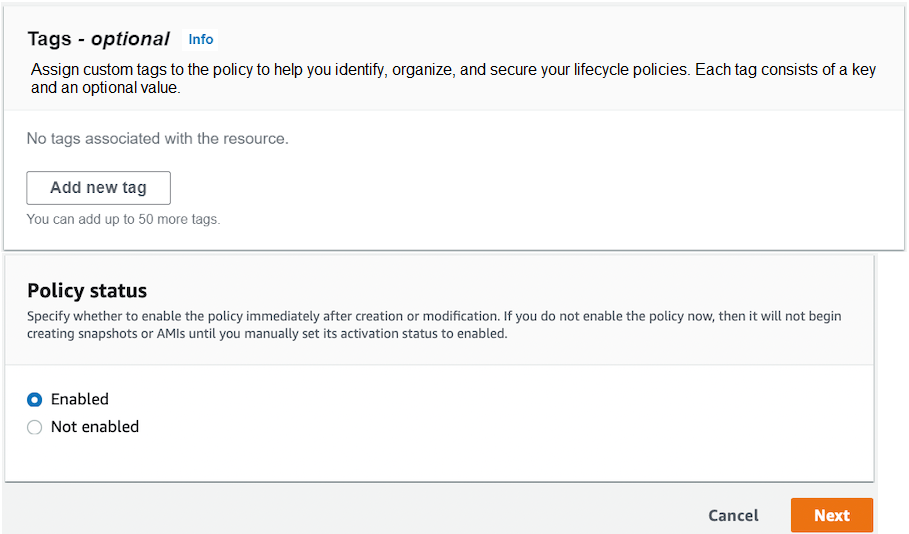 Tags - optional Info
Assign custom tags to the policy to help you identify, organize, and secure your lifecycle policies. Each tag consists of a key
and an optional value.
No tags associated with the resource.
Add new tag
You can add up to 50 more tags.
Policy status
Specify whether to enable the policy immediately after creation or modification. If you do not enable the policy now, then it will not begin
creating snapshots or AMIs until you manually set its activation status to enabled.
Enabled
Not enabled
Cancel Next